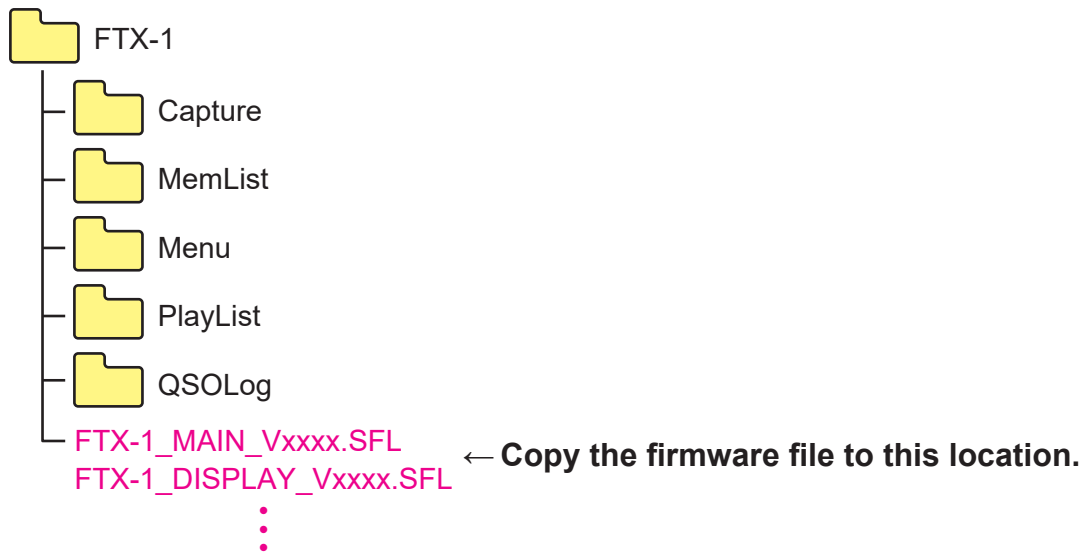 FTX-1
Capture
MemList
Menu
PlayList
QSOLog
FTX-1_MAIN_Vxxxx.SFL
←Copy the firmware file to this location.
FTX-1_DISPLAY_Vxxxx.SFL